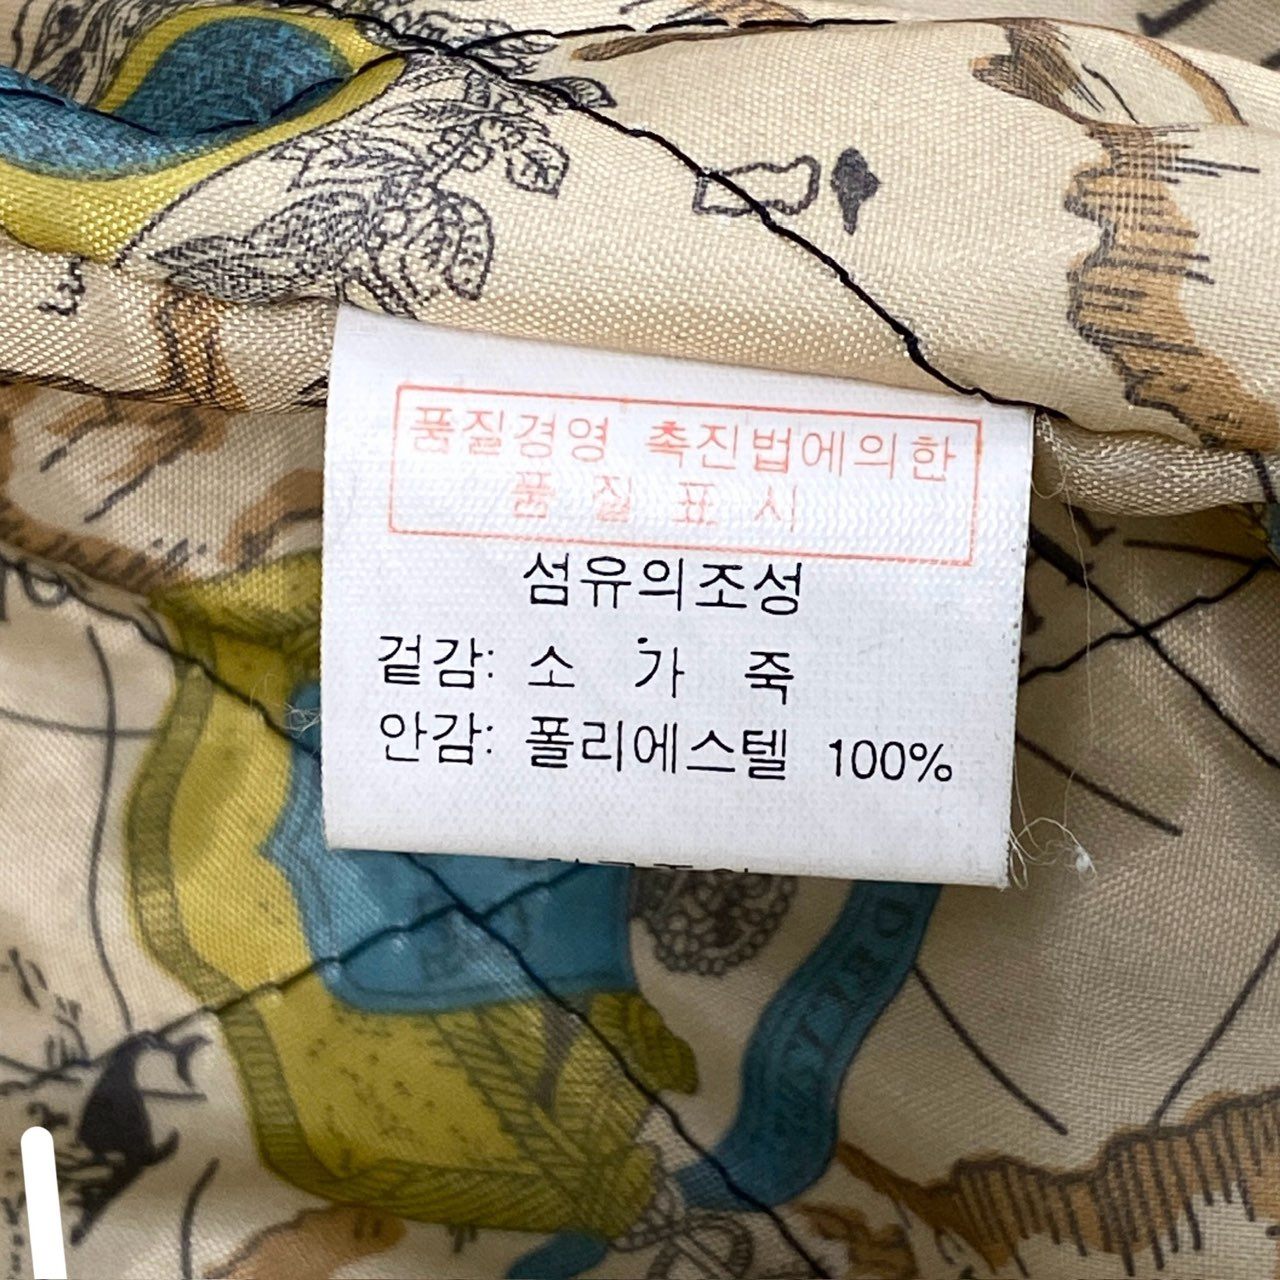 품질경영 촉진법에의한
품 질 표 시
섬유의조성
겉감: 소 가 죽
안감: 폴리에스텔 100%